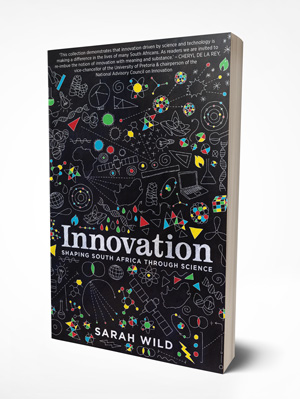 "This collection demonstrates that innovation driven by science and technology is
making a difference in the lives of many South Africans. As readers we are invited to
re-imbue the notion of innovation with meaning and substance." – CHERYL DE LA REY,
vice-chancellor of the University of Pretoria & chairperson of the
National Advisory Council on Innovation
Innovation
SHAPING SOUTH AFRICA THROUGH SCIENCE
SARAH WILD